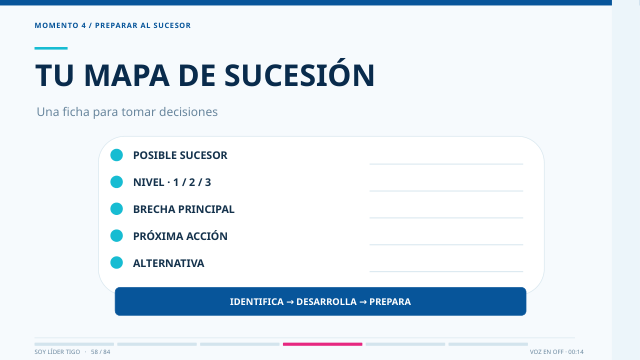 MOMENTO 4 / PREPARAR AL SUCESOR
TU MAPA DE SUCESIÓN
Una ficha para tomar decisiones
POSIBLE SUCESOR
NIVEL · 1 / 2 / 3
BRECHA PRINCIPAL
PRÓXIMA ACCIÓN
ALTERNATIVA
IDENTIFICA → DESARROLLA → PREPARA
SOY LÍDER TIGO · 58 / 84
VOZ EN OFF · 00:14